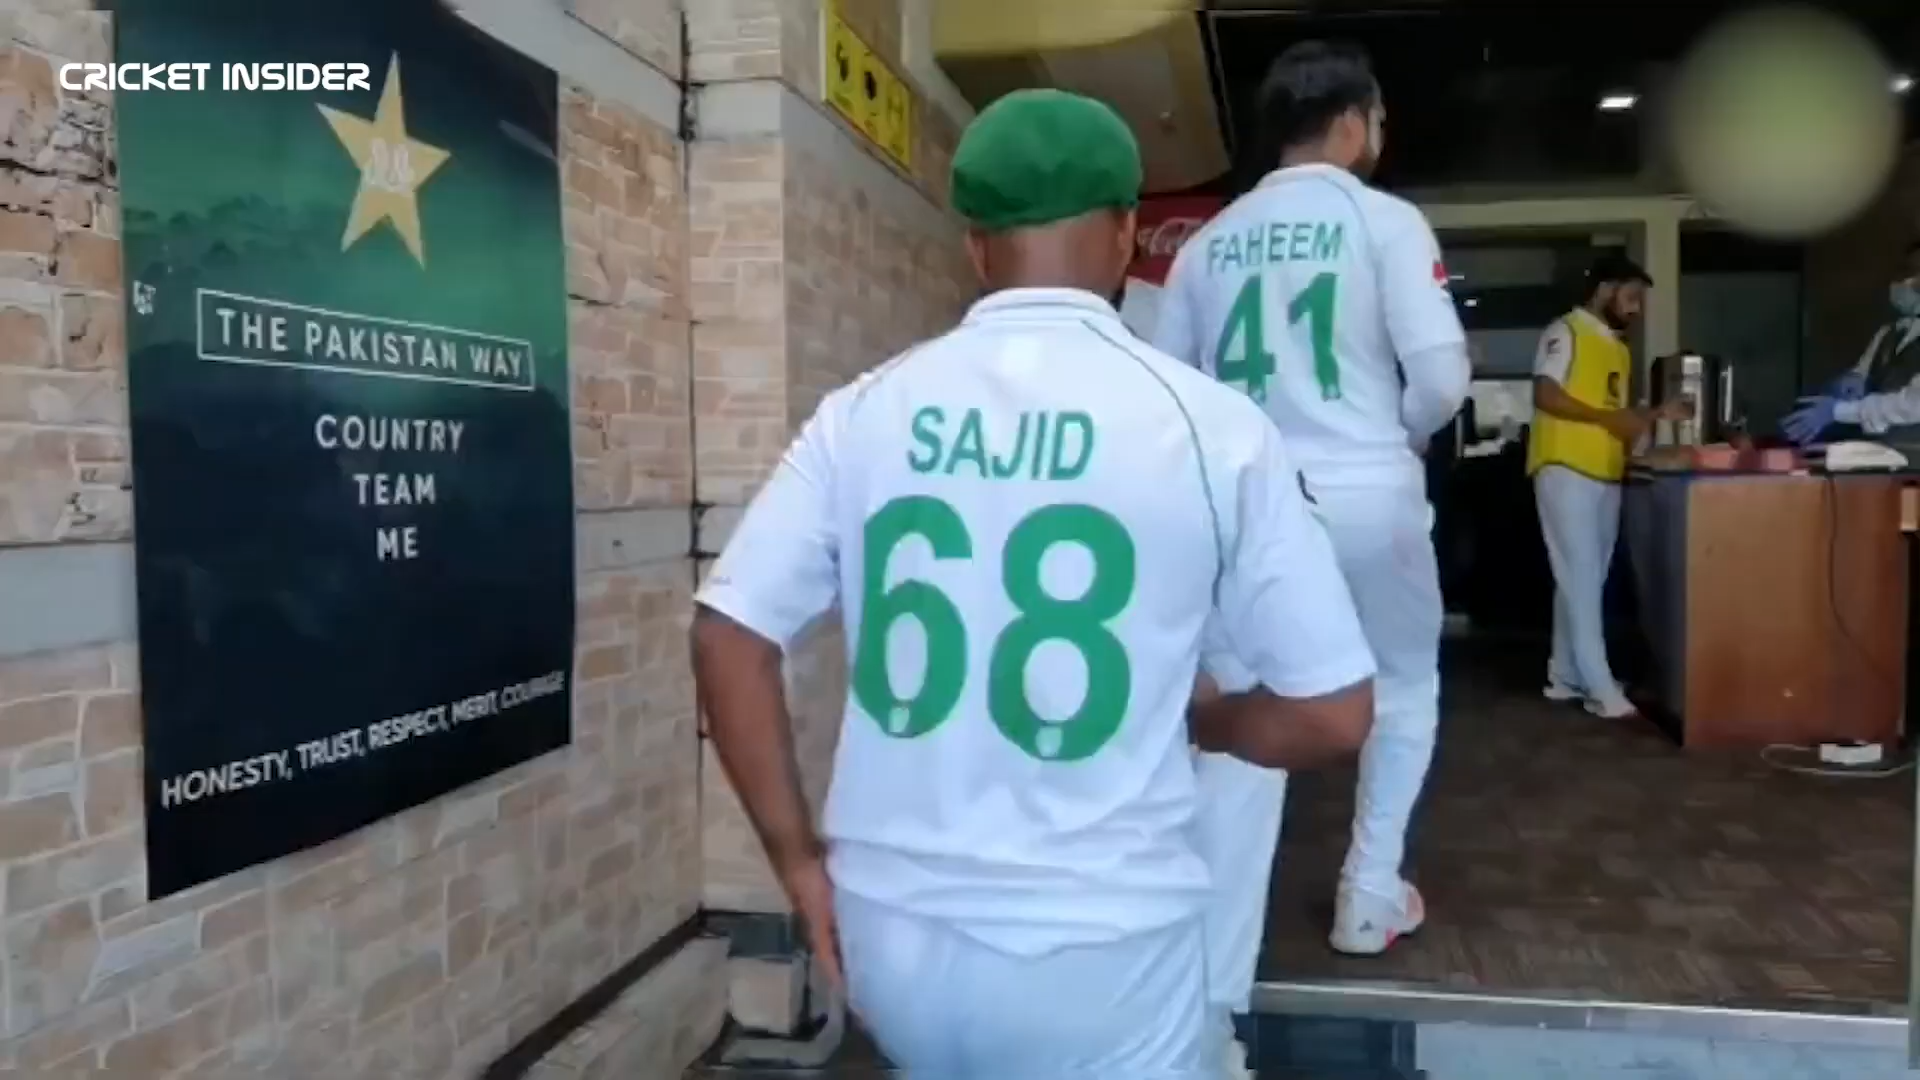 CRICKET INSIDER
THE PAKISTAN WAY
COUNTRY
TEAM
ME
HONESTY, TRUST, RESPECT, MERIT, COURAGE
SAJID
68
FAHEEM
41